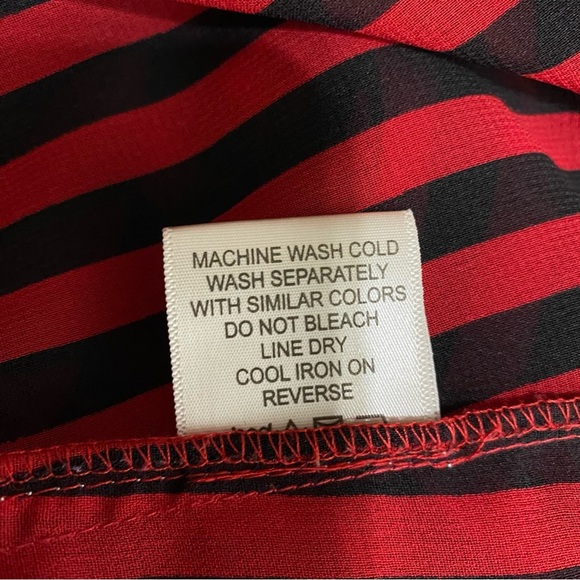 MACHINE WASH COLD
WASH SEPARATELY
WITH SIMILAR COLORS
DO NOT BLEACH
LINE DRY
COOL IRON ON
REVERSE